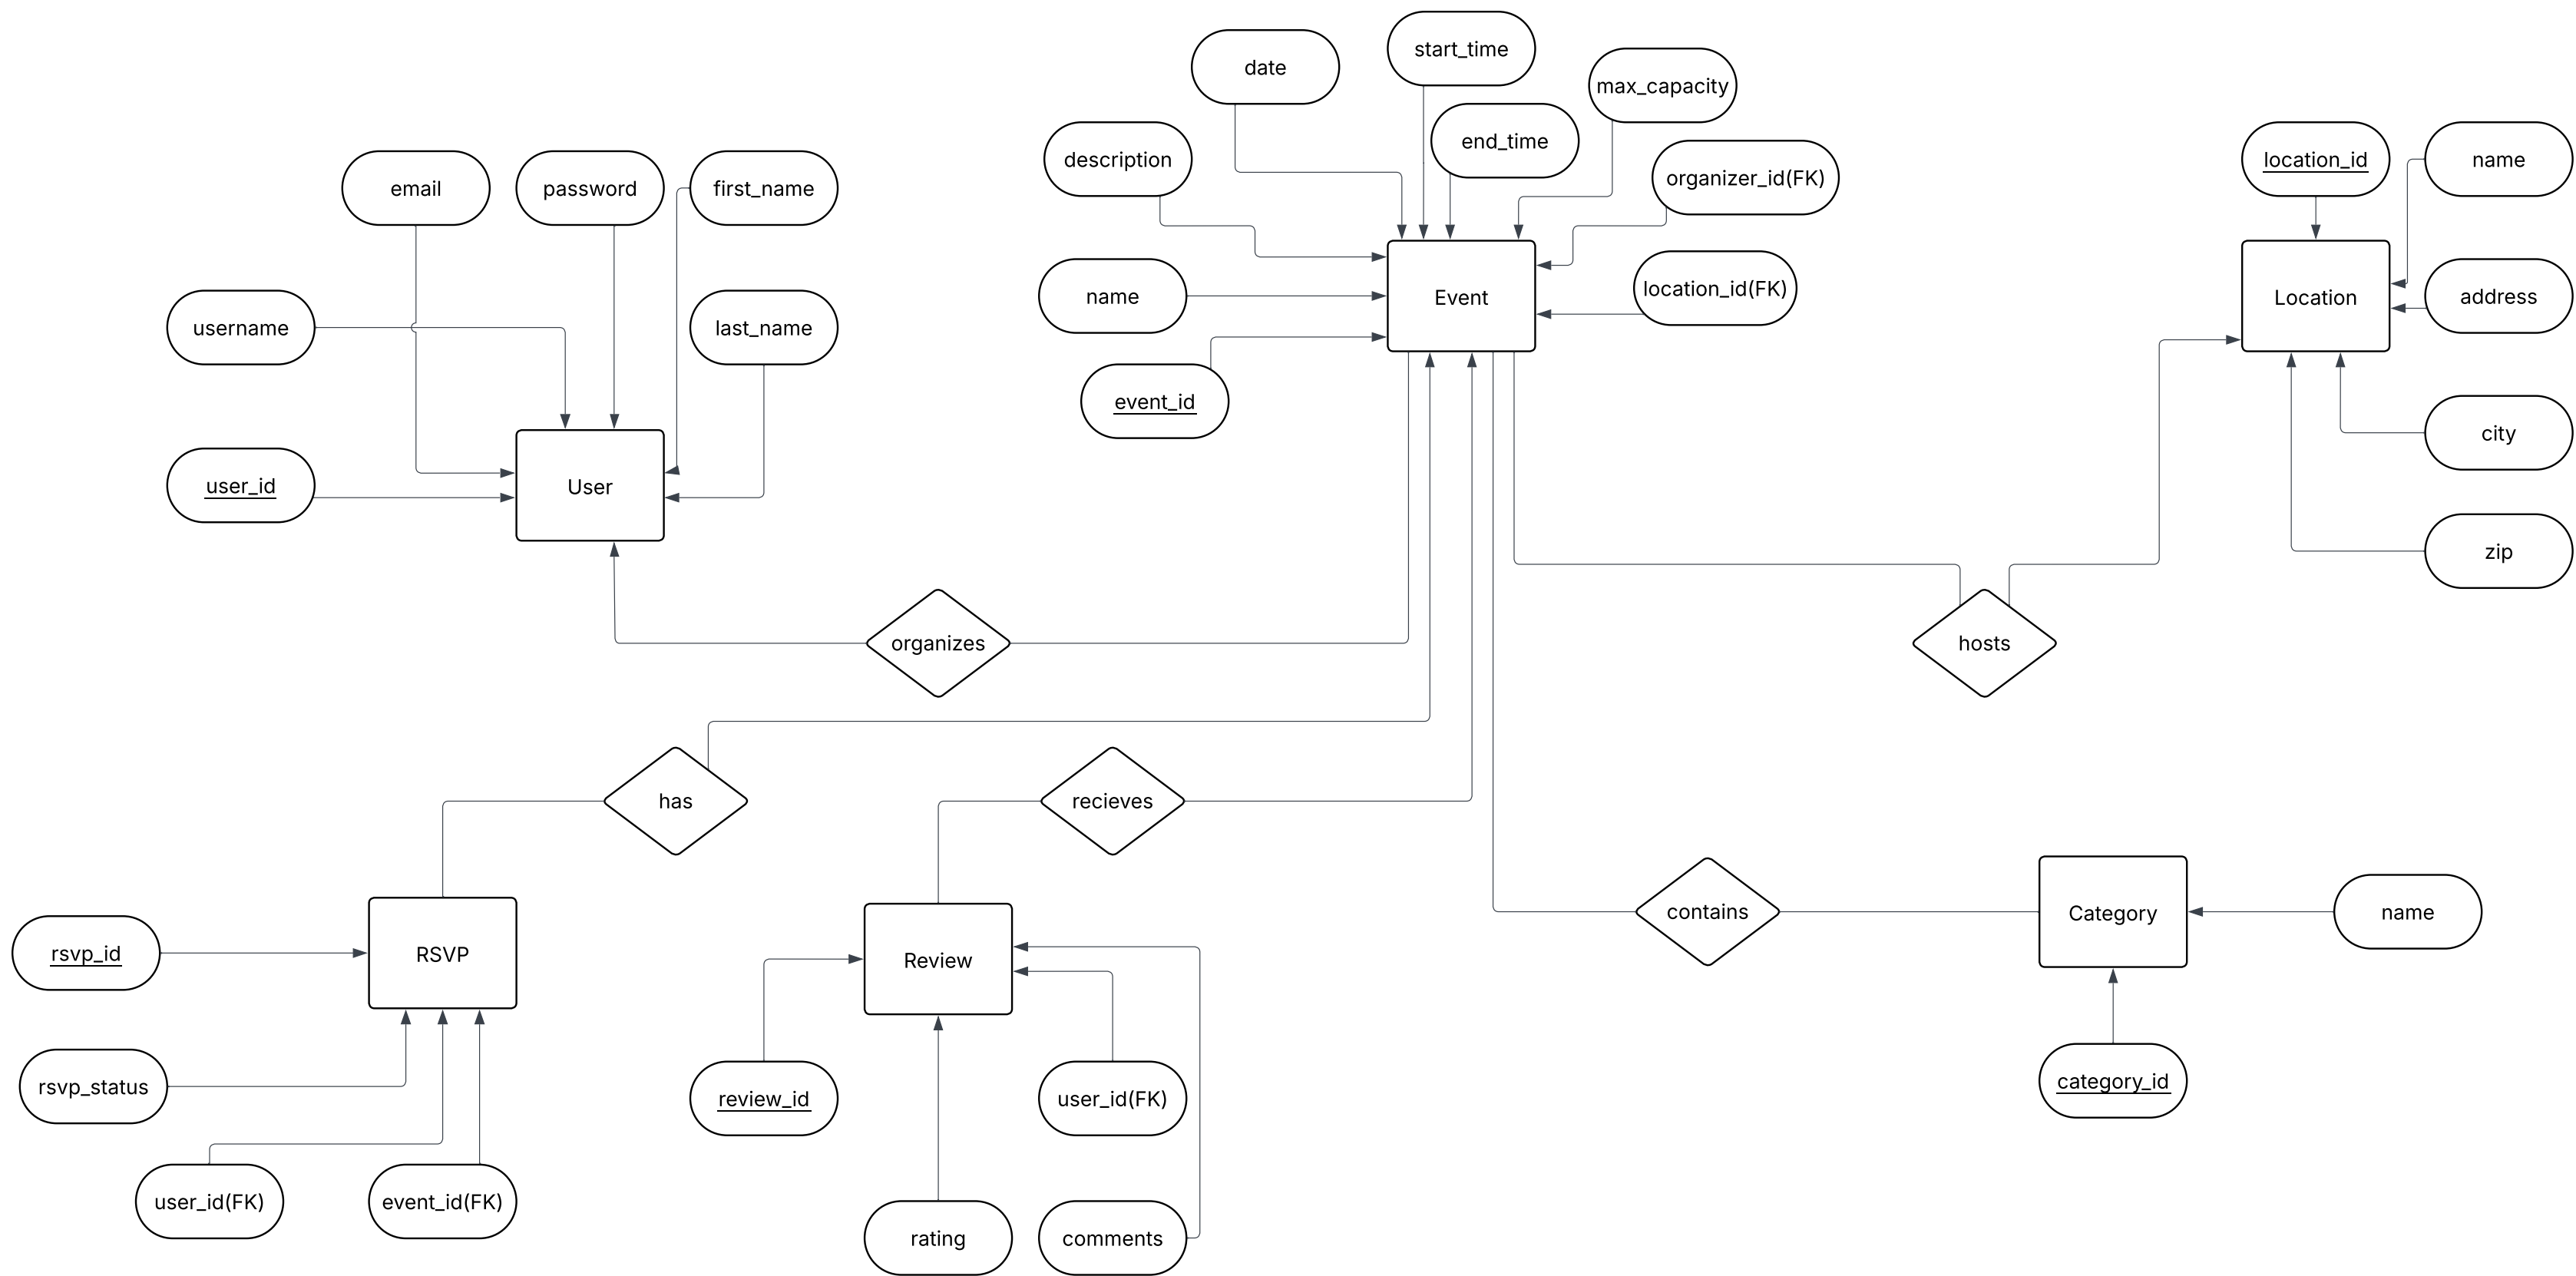 start_time
date
max_capacity
end_time
description
organizer_id(FK)
location_id
name
email
password
first_name
location_id(FK)
name
Event
Location
address
username
last_name
event_id
city
user_id
User
zip
organizes
hosts
has
recieves
contains
Category
name
rsvp_id
RSVP
Review
rsvp_status
review_id
user_id(FK)
category_id
user_id(FK)
event_id(FK)
rating
comments